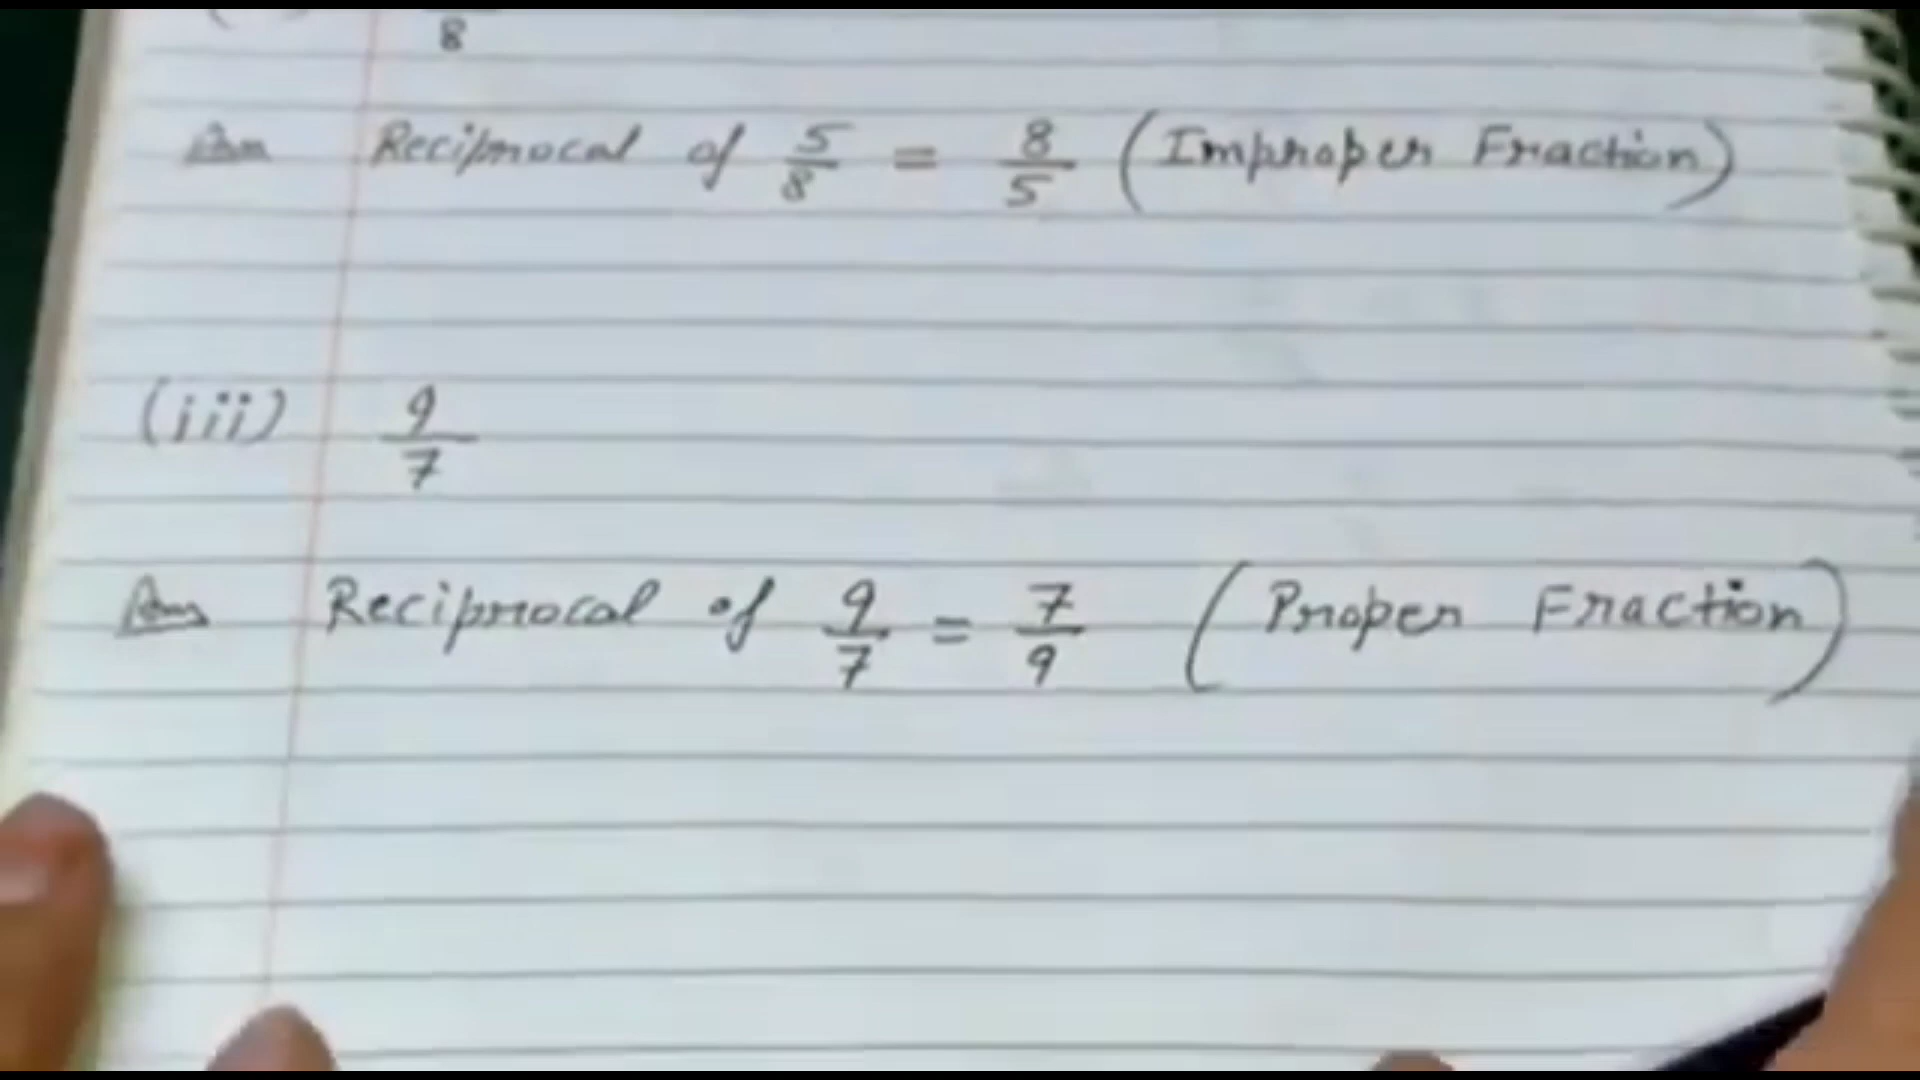 8
Ans Reciprocal of 5/8 = 8/5 (Improper Fraction)
(iii) 9/7
Ans Reciprocal of 9/7 = 7/9 (Proper Fraction)